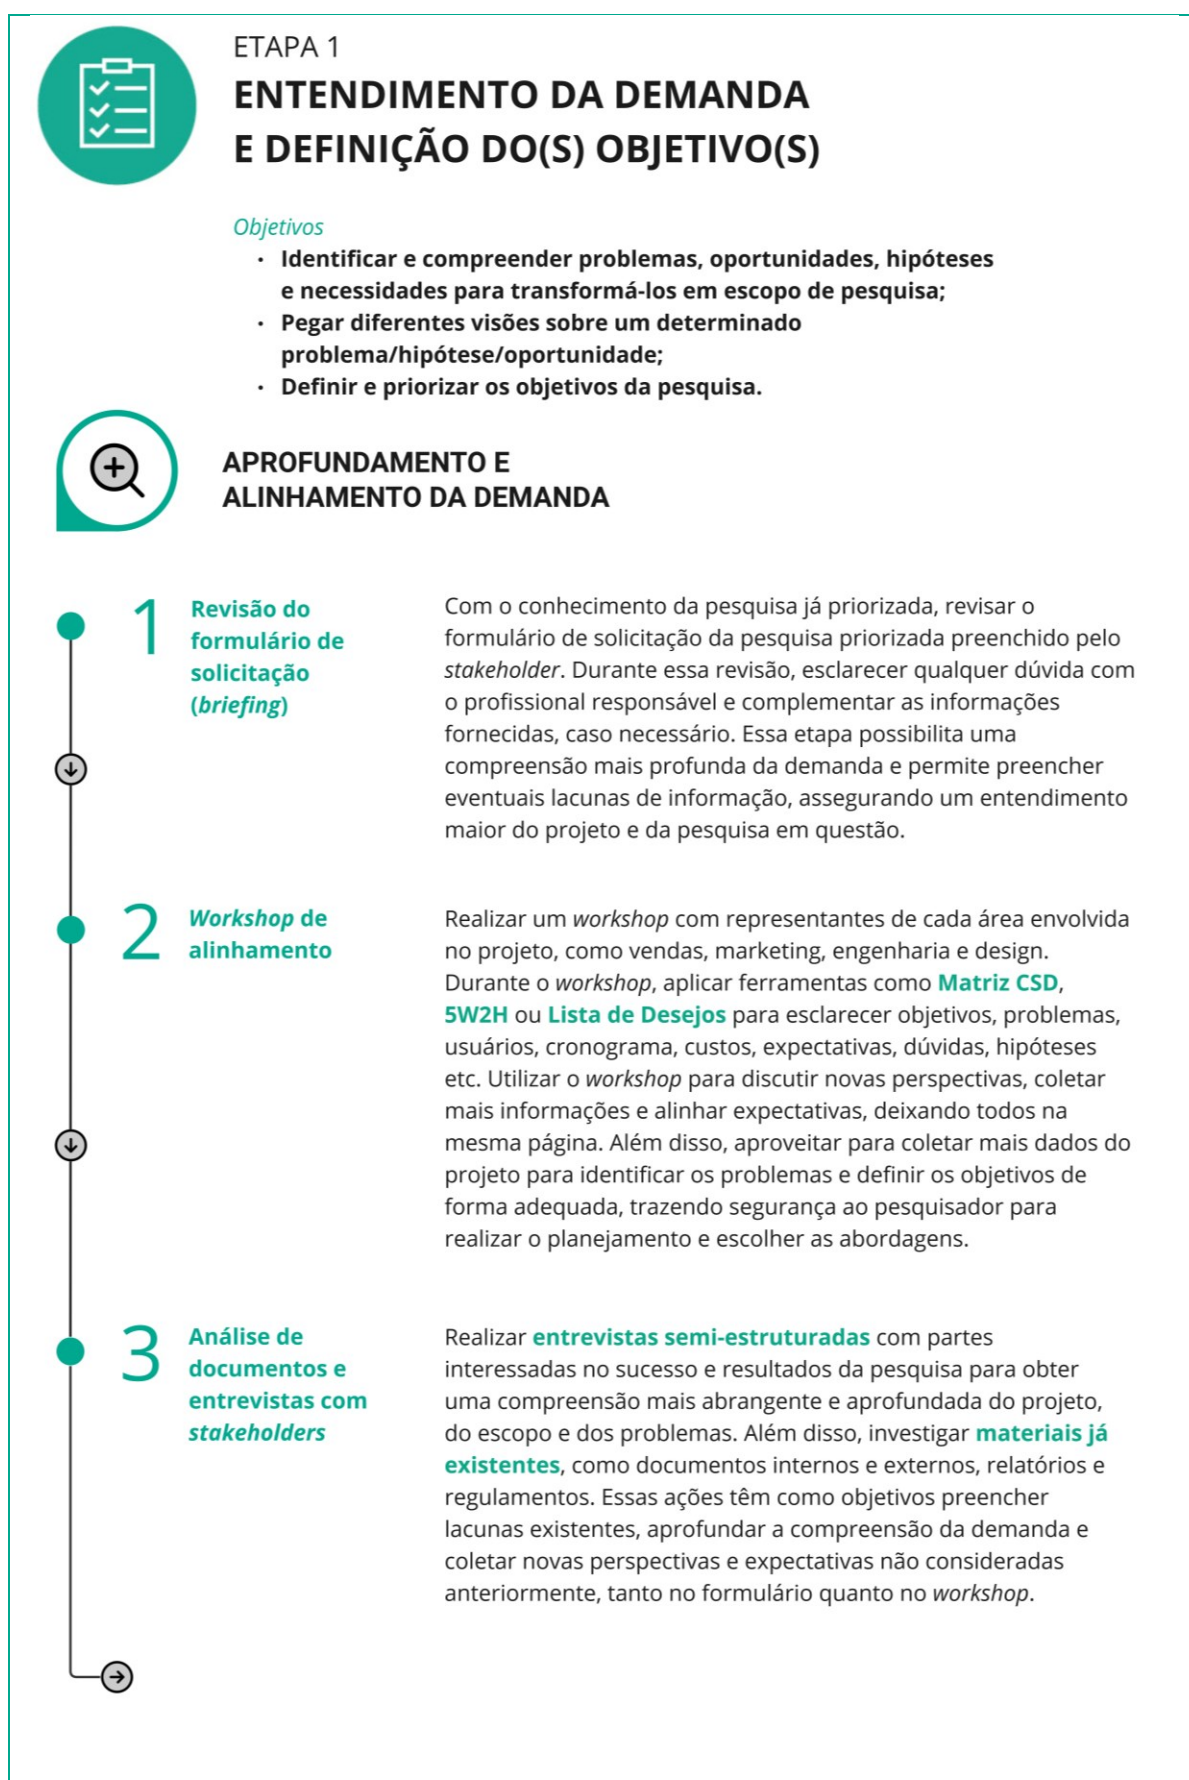 ETAPA 1
ENTENDIMENTO DA DEMANDA
E DEFINIÇÃO DO(S) OBJETIVO(S)
Objetivos
· Identificar e compreender problemas, oportunidades, hipóteses
e necessidades para transformá-los em escopo de pesquisa;
· Pegar diferentes visões sobre um determinado
problema/hipótese/oportunidade;
· Definir e priorizar os objetivos da pesquisa.
APROFUNDAMENTO E
ALINHAMENTO DA DEMANDA
1
Revisão do
formulário de
solicitação
(briefing)
Com o conhecimento da pesquisa já priorizada, revisar o
formulário de solicitação da pesquisa priorizada preenchido pelo
stakeholder. Durante essa revisão, esclarecer qualquer dúvida com
o profissional responsável e complementar as informações
fornecidas, caso necessário. Essa etapa possibilita uma
compreensão mais profunda da demanda e permite preencher
eventuais lacunas de informação, assegurando um entendimento
maior do projeto e da pesquisa em questão.
2
Workshop de
alinhamento
Realizar um workshop com representantes de cada área envolvida
no projeto, como vendas, marketing, engenharia e design.
Durante o workshop, aplicar ferramentas como Matriz CSD,
5W2H ou Lista de Desejos para esclarecer objetivos, problemas,
usuários, cronograma, custos, expectativas, dúvidas, hipóteses
etc. Utilizar o workshop para discutir novas perspectivas, coletar
mais informações e alinhar expectativas, deixando todos na
mesma página. Além disso, aproveitar para coletar mais dados do
projeto para identificar os problemas e definir os objetivos de
forma adequada, trazendo segurança ao pesquisador para
realizar o planejamento e escolher as abordagens.
3
Análise de
documentos e
entrevistas com
stakeholders
Realizar entrevistas semi-estruturadas com partes
interessadas no sucesso e resultados da pesquisa para obter
uma compreensão mais abrangente e aprofundada do projeto,
do escopo e dos problemas. Além disso, investigar materiais já
existentes, como documentos internos e externos, relatórios e
regulamentos. Essas ações têm como objetivos preencher
lacunas existentes, aprofundar a compreensão da demanda e
coletar novas perspectivas e expectativas não consideradas
anteriormente, tanto no formulário quanto no workshop.